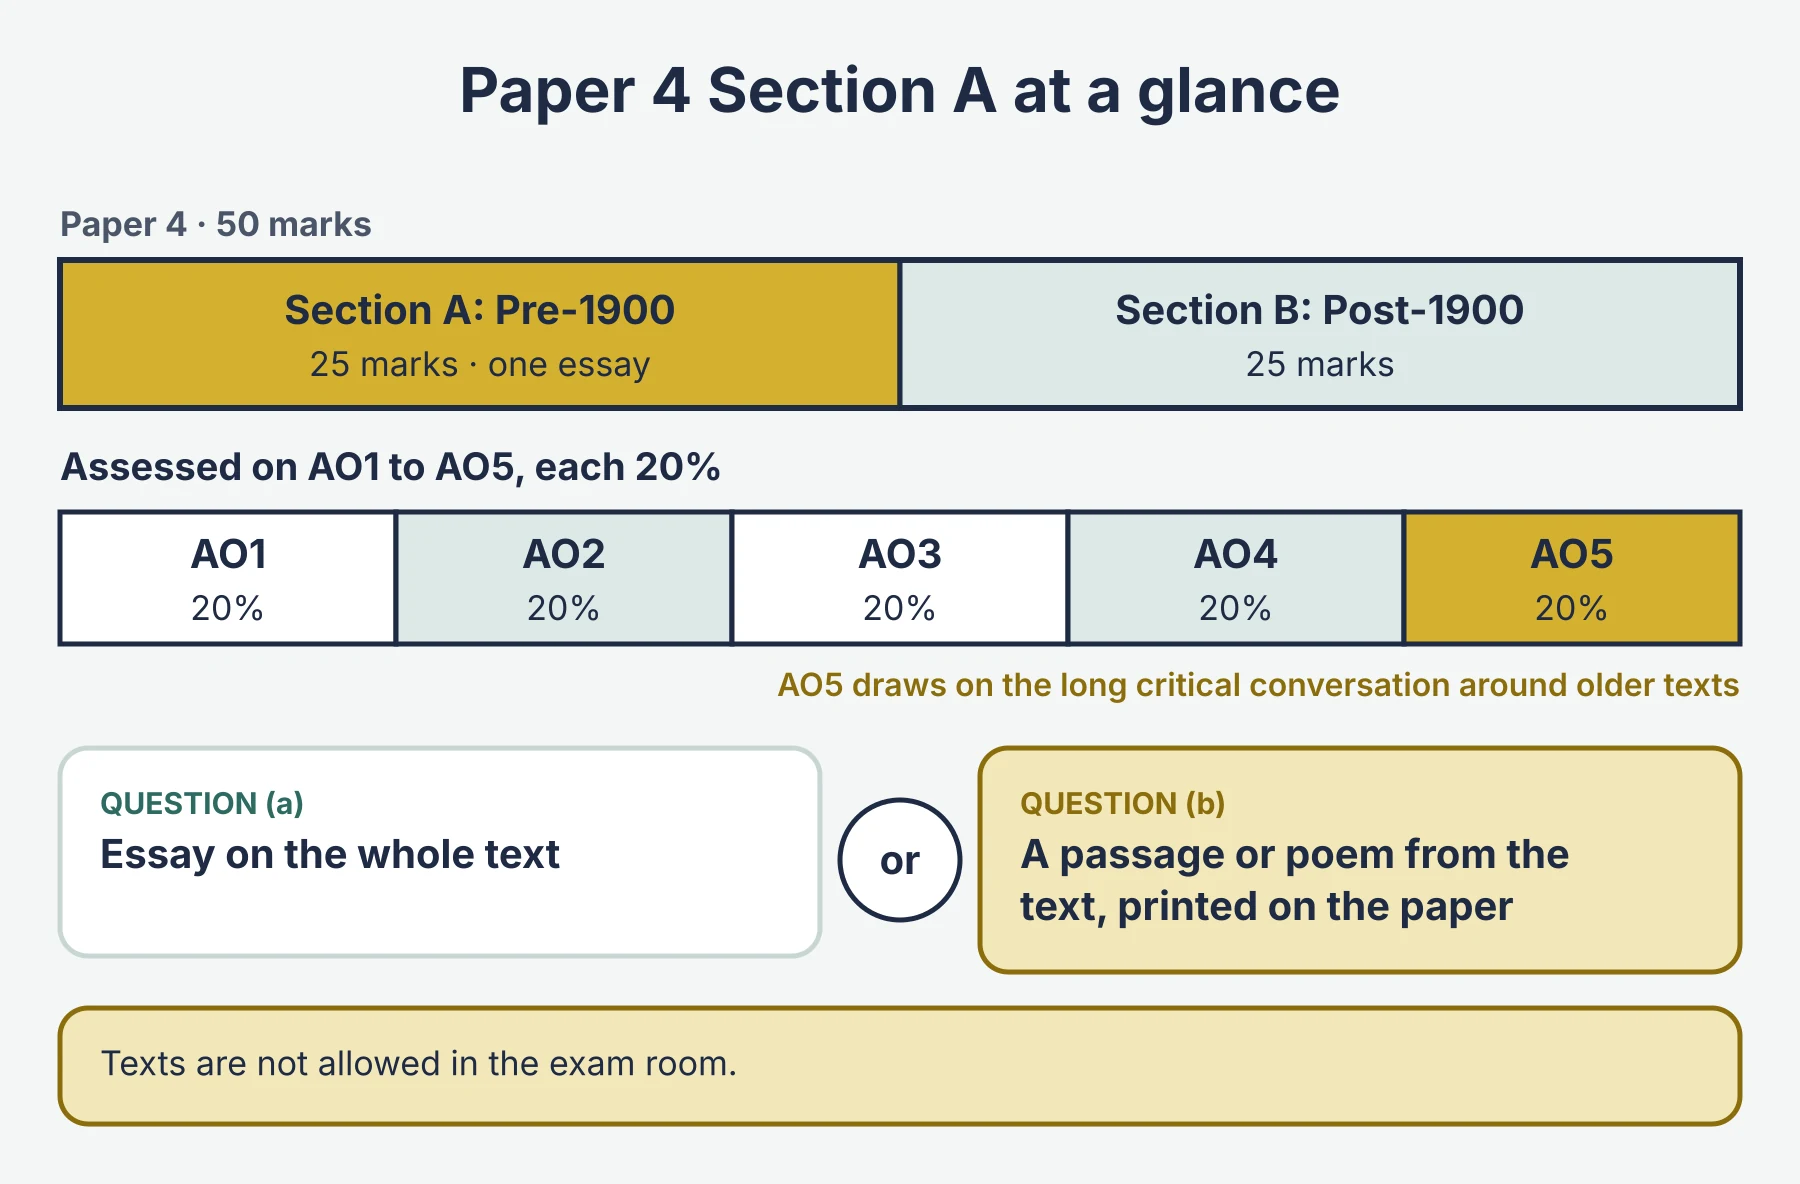 Paper 4 Section A at a glance
Paper 4 · 50 marks
Section A: Pre-1900
25 marks · one essay
Section B: Post-1900
25 marks
Assessed on AO1 to AO5, each 20%
AO1
20%
AO2
20%
AO3
20%
AO4
20%
AO5
20%
AO5 draws on the long critical conversation around older texts
QUESTION (a)
Essay on the whole text
or
QUESTION (b)
A passage or poem from the
text, printed on the paper
Texts are not allowed in the exam room.